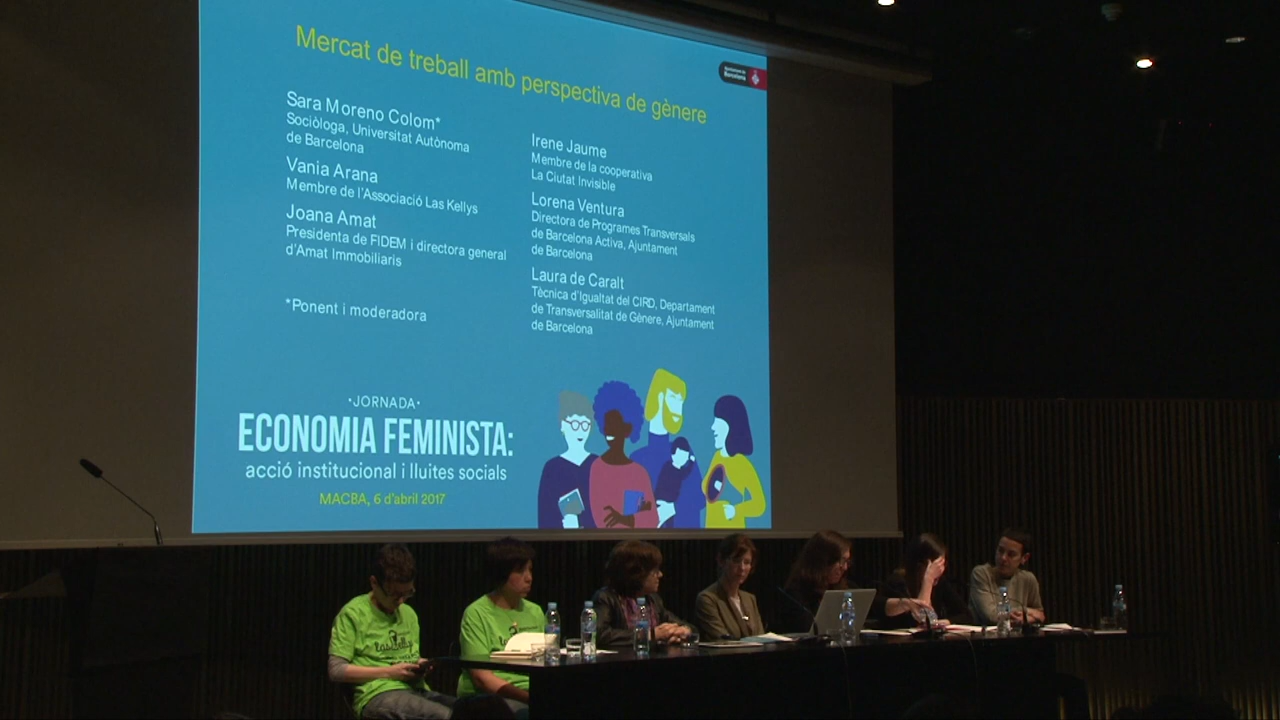 Mercat de treball amb perspectiva de gènere
Ajuntament de
Barcelona
Sara Moreno Colom*
Sociòloga, Universitat Autònoma
de Barcelona
Vania Arana
Membre de l'Associació Las Kellys
Joana Amat
Presidenta de FIDEM i directora general
d'Amat Immobiliaris
*Ponent i moderadora
Irene Jaume
Membre de la cooperativa
La Ciutat Invisible
Lorena Ventura
Directora de Programes Transversals
de Barcelona Activa, Ajuntament
de Barcelona
Laura de Caralt
Tècnica d'Igualtat del CIRD, Departament
de Transversalitat de Gènere, Ajuntament
de Barcelona
·JORNADA·
ECONOMIA FEMINISTA:
acció institucional i lluites socials
MACBA, 6 d'abril 2017